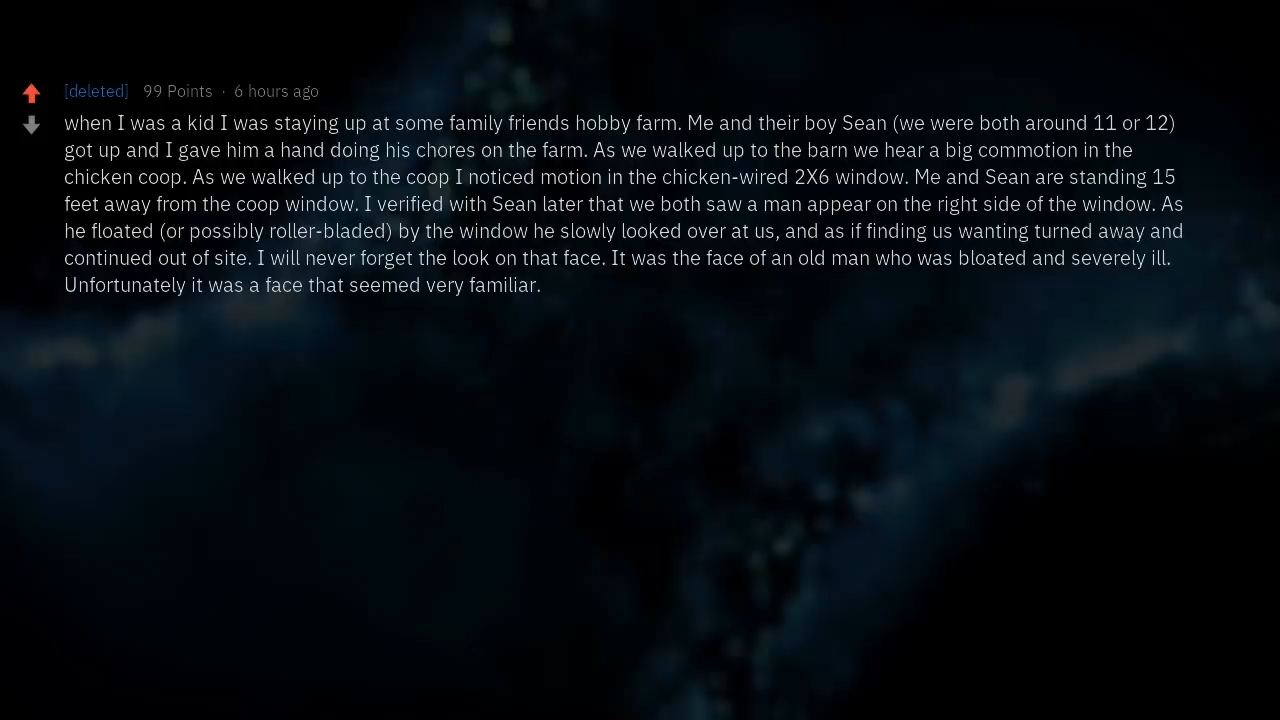 [deleted] 99 Points · 6 hours ago
when I was a kid I was staying up at some family friends hobby farm. Me and their boy Sean (we were both around 11 or 12)
got up and I gave him a hand doing his chores on the farm. As we walked up to the barn we hear a big commotion in the
chicken coop. As we walked up to the coop I noticed motion in the chicken-wired 2X6 window. Me and Sean are standing 15
feet away from the coop window. I verified with Sean later that we both saw a man appear on the right side of the window. As
he floated (or possibly roller-bladed) by the window he slowly looked over at us, and as if finding us wanting turned away and
continued out of site. I will never forget the look on that face. It was the face of an old man who was bloated and severely ill.
Unfortunately it was a face that seemed very familiar.